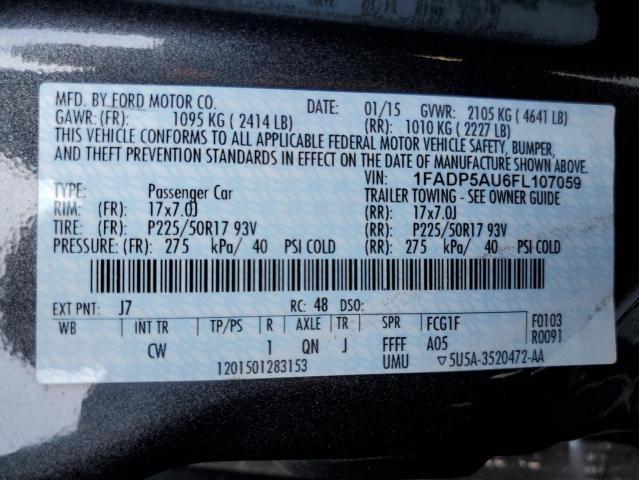 MFD. BY FORD MOTOR CO. DATE: 01/15 GVWR: 2105 KG ( 4641 LB)
GAWR: (FR): 1095 KG ( 2414 LB) (RR): 1010 KG ( 2227 LB)
THIS VEHICLE CONFORMS TO ALL APPLICABLE FEDERAL MOTOR VEHICLE SAFETY, BUMPER,
AND THEFT PREVENTION STANDARDS IN EFFECT ON THE DATE OF MANUFACTURE SHOWN ABOVE.
VIN: 1FADP5AU6FL107059
TYPE: Passenger Car TRAILER TOWING - SEE OWNER GUIDE
RIM: (FR): 17x7.0J (RR): 17x7.0J
TIRE: (FR): P225/50R17 93V (RR): P225/50R17 93V
PRESSURE: (FR): 275 kPa/ 40 PSI COLD (RR): 275 kPa/ 40 PSI COLD
EXT PNT: J7 RC: 48 DSO:
WB INT TR TP/PS R AXLE TR SPR FCG1F F0103
CW 1 QN J FFFF A05 R0091
1201501283153 UMU ▽5U5A-3520472-AA